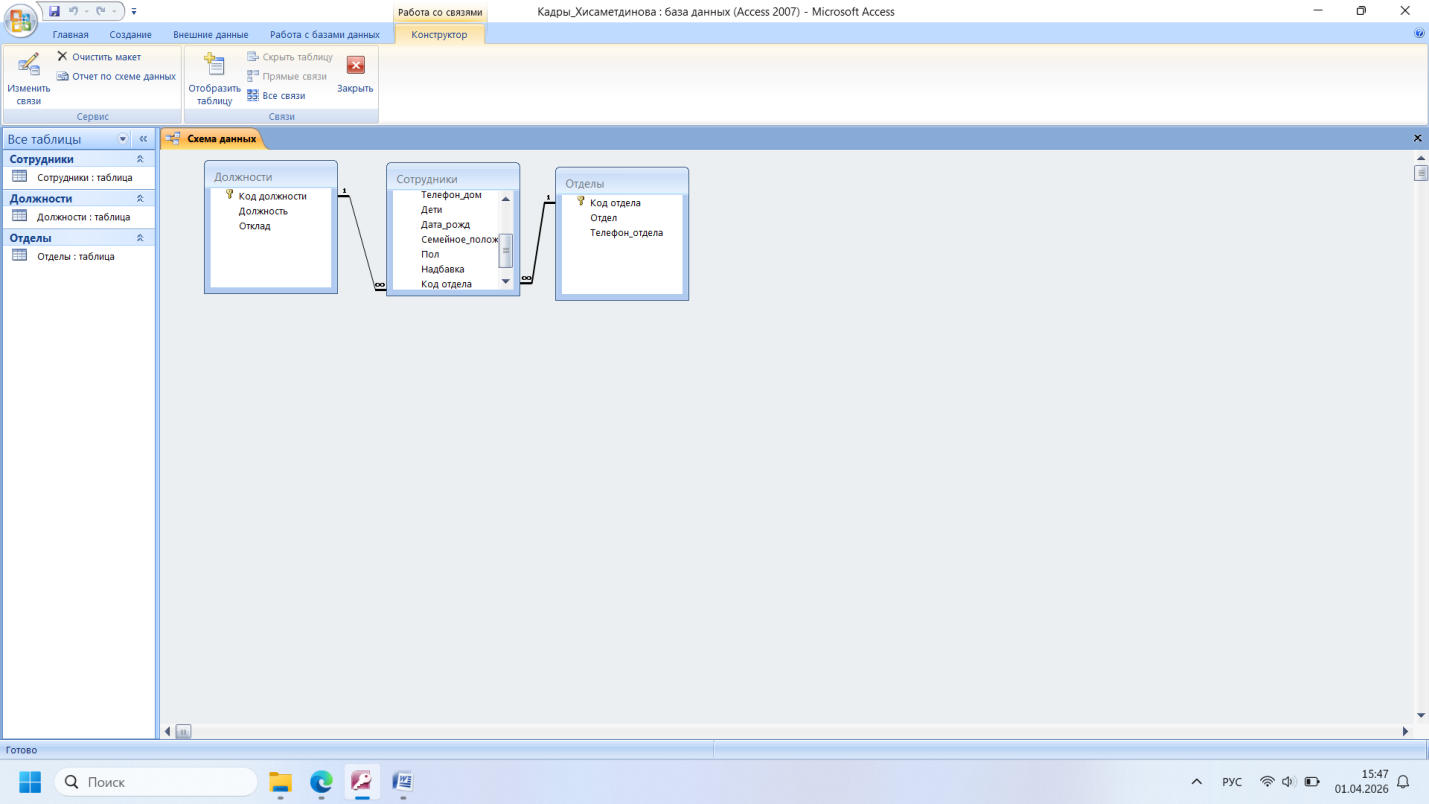 Работа со связями
Кадры_Хисаметдинова : база данных (Access 2007) - Microsoft Access
Главная
Создание
Внешние данные
Работа с базами данных
Конструктор
Изменить
связи
Очистить макет
Отчет по схеме данных
Сервис
Отобразить
таблицу
Скрыть таблицу
Прямые связи
Все связи
Закрыть
Связи
Все таблицы
Сотрудники
Сотрудники : таблица
Должности
Должности : таблица
Отделы
Отделы : таблица
Схема данных
Должности
Код должности
Должность
Отклад
1
∞
Сотрудники
Телефон_дом
Дети
Дата_рожд
Семейное_полож
Пол
Надбавка
Код отдела
1
∞
Отделы
Код отдела
Отдел
Телефон_отдела
Готово
Поиск
РУС
15:47
01.04.2026